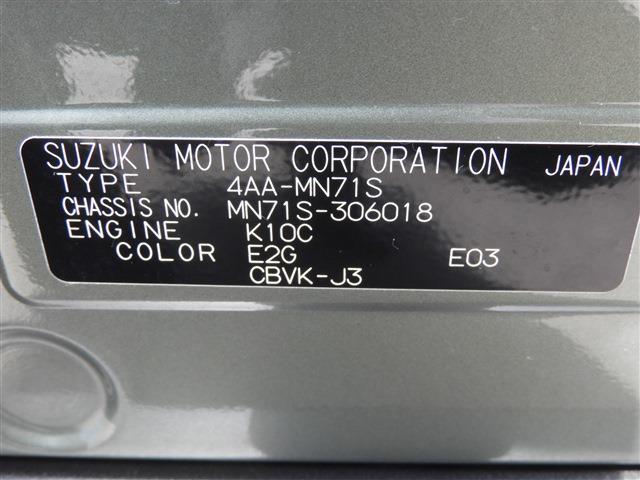 SUZUKI MOTOR CORPORATION JAPAN
TYPE 4AA-MN71S
CHASSIS NO. MN71S-306018
ENGINE K10C
COLOR E2G E03
CBVK-J3